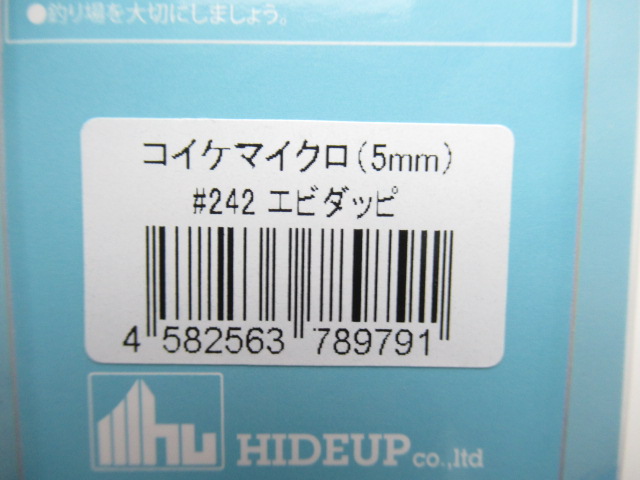 ●釣り場を大切にしましょう。
コイケマイクロ(5mm)
#242 エビダッピ
4 582563 789791
hu HIDEUP co.,ltd